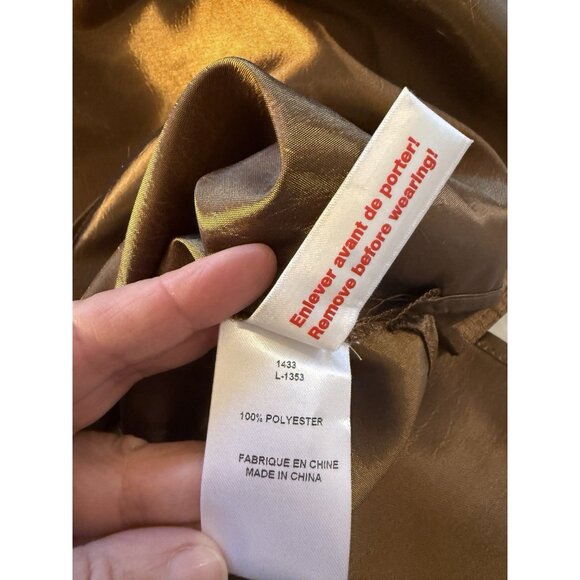 Enlever avant de porter!
Remove before wearing!
1433
L-1353
100% POLYESTER
FABRIQUE EN CHINE
MADE IN CHINA